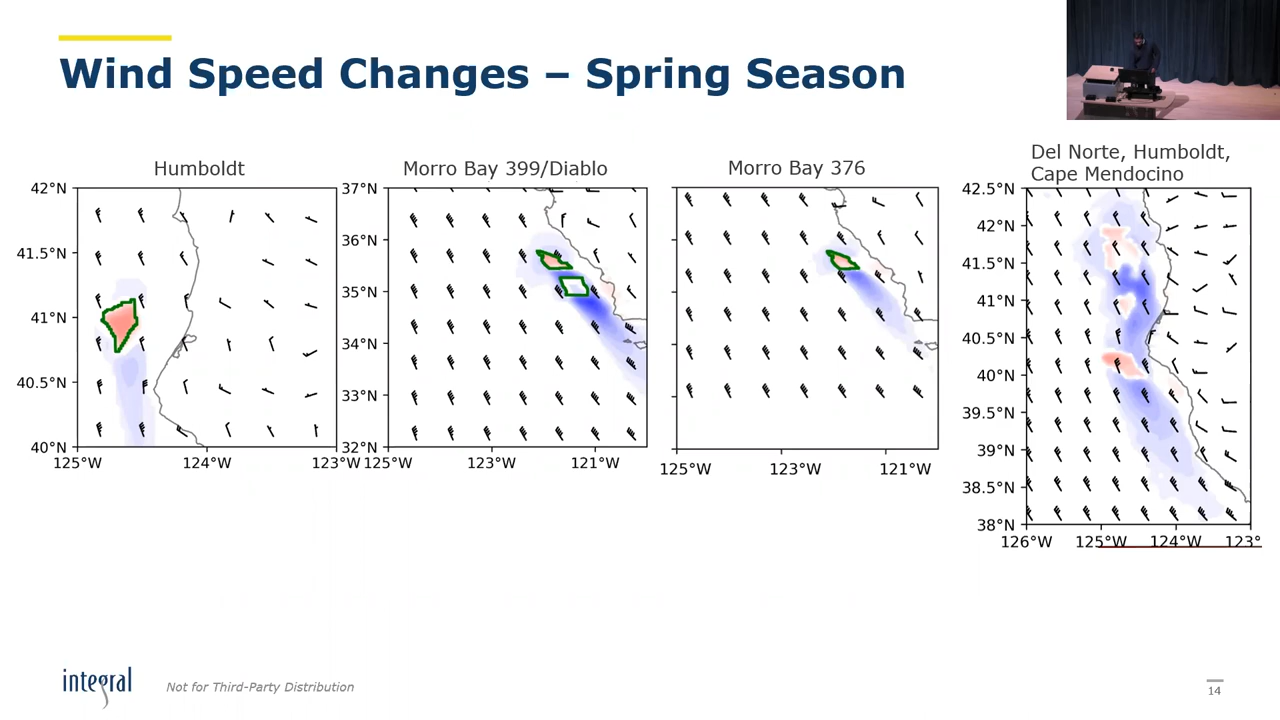 Wind Speed Changes – Spring Season
Humboldt
42°N
41.5°N
41°N
40.5°N
40°N
125°W
124°W
123°W
Morro Bay 399/Diablo
37°N
36°N
35°N
34°N
33°N
32°N
125°W
123°W
121°W
Morro Bay 376
125°W
123°W
121°W
Del Norte, Humboldt,
Cape Mendocino
42.5°N
42°N
41.5°N
41°N
40.5°N
40°N
39.5°N
39°N
38.5°N
38°N
126°W
125°W
124°W
123°
integral
Not for Third-Party Distribution
14